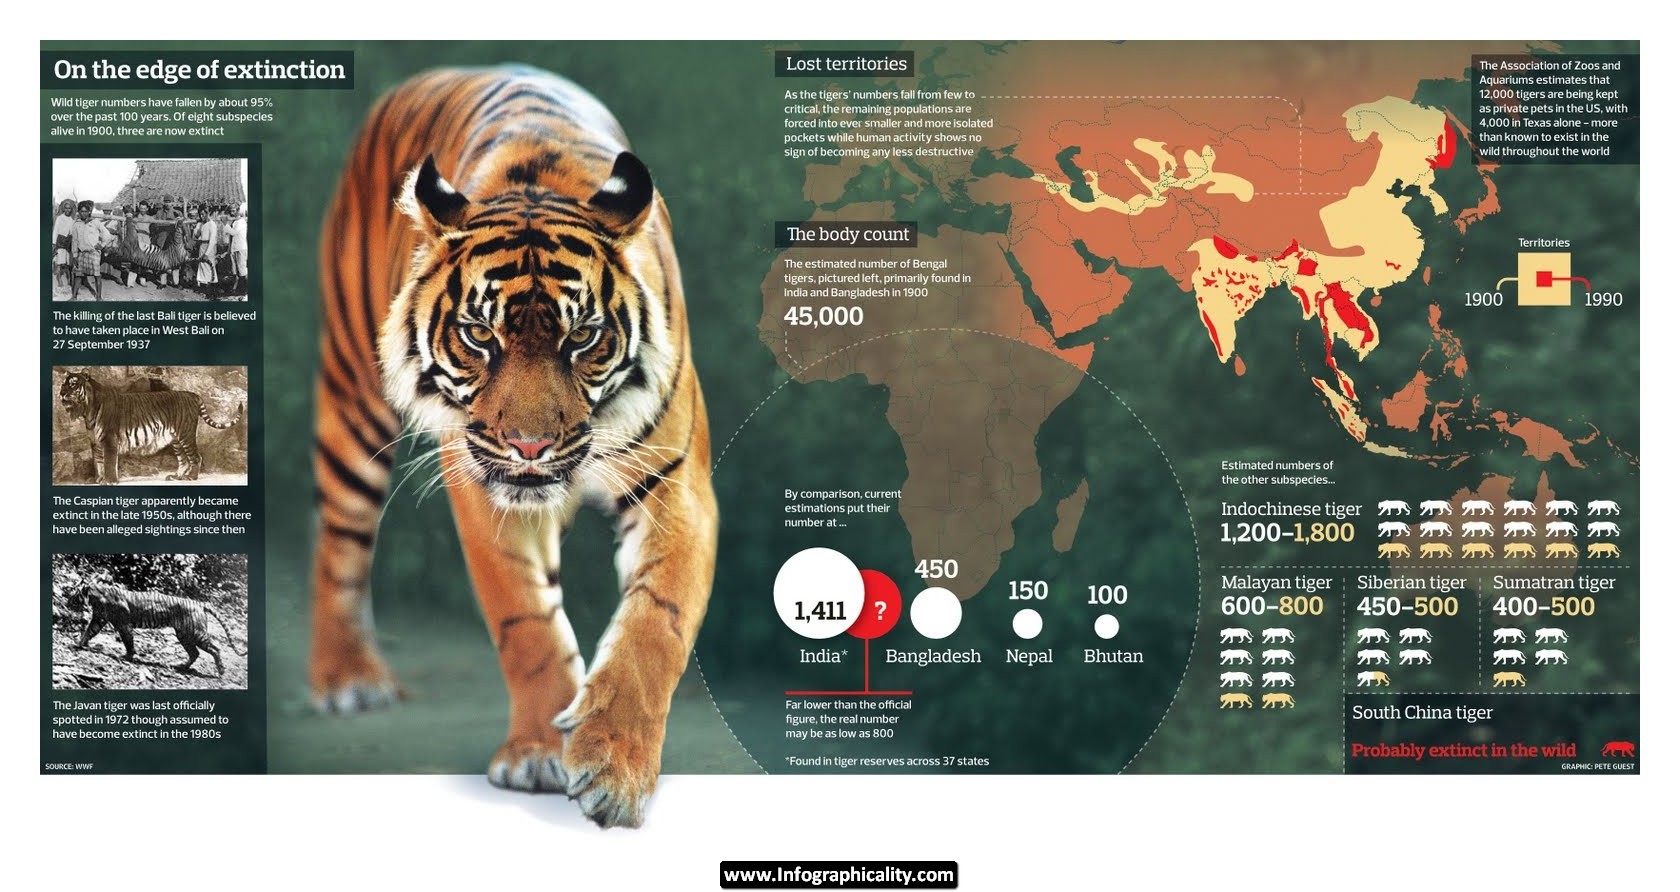 On the edge of extinction
Wild tiger numbers have fallen by about 95%
over the past 100 years. Of eight subspecies
alive in 1900, three are now extinct
The killing of the last Bali tiger is believed
to have taken place in West Bali on
27 September 1937
The Caspian tiger apparently became
extinct in the late 1950s, although there
have been alleged sightings since then
The Javan tiger was last officially
spotted in 1972 though assumed to
have become extinct in the 1980s
SOURCE: WWF
Lost territories
As the tigers' numbers fall from few to
critical, the remaining populations are
forced into ever smaller and more isolated
pockets while human activity shows no
sign of becoming any less destructive
The body count
The estimated number of Bengal
tigers, pictured left, primarily found in
India and Bangladesh in 1900
45,000
By comparison, current
estimations put their
number at ...
1,411
?
450
150
100
India*
Bangladesh
Nepal
Bhutan
Far lower than the official
figure, the real number
may be as low as 800
*Found in tiger reserves across 37 states
The Association of Zoos and
Aquariums estimates that
12,000 tigers are being kept
as private pets in the US, with
4,000 in Texas alone – more
than known to exist in the
wild throughout the world
Territories
1900
1990
Estimated numbers of
the other subspecies...
Indochinese tiger
1,200–1,800
Malayan tiger
600–800
Siberian tiger
450–500
Sumatran tiger
400–500
South China tiger
Probably extinct in the wild
GRAPHIC: PETE GUEST
www.Infographicality.com